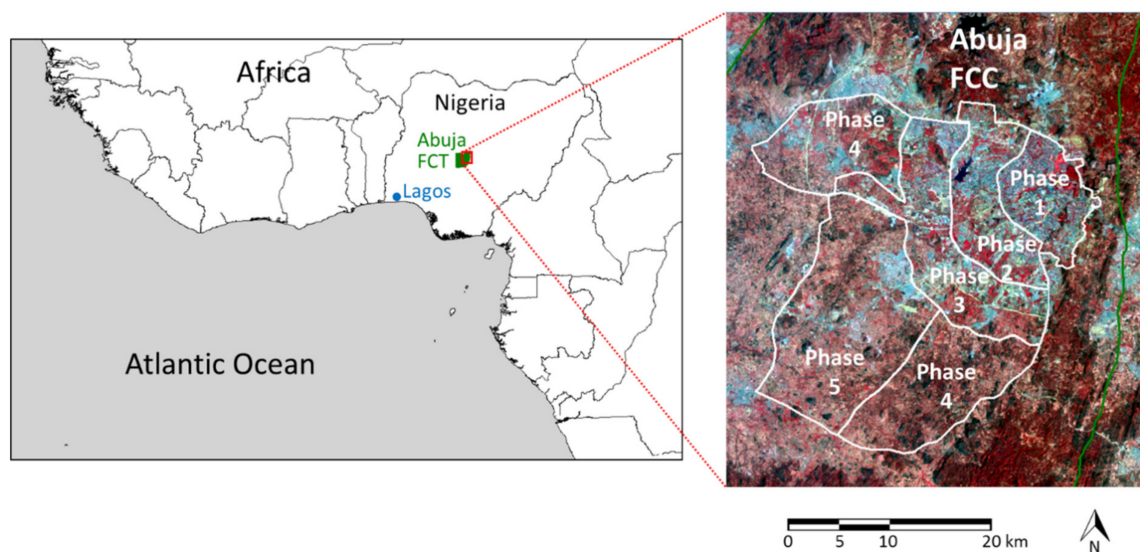 Africa
Nigeria
Abuja
FCT
Lagos
Atlantic Ocean
Abuja
FCC
Phase
4
Phase
1
Phase
2
Phase
3
Phase
5
Phase
4
0 5 10 20 km
N